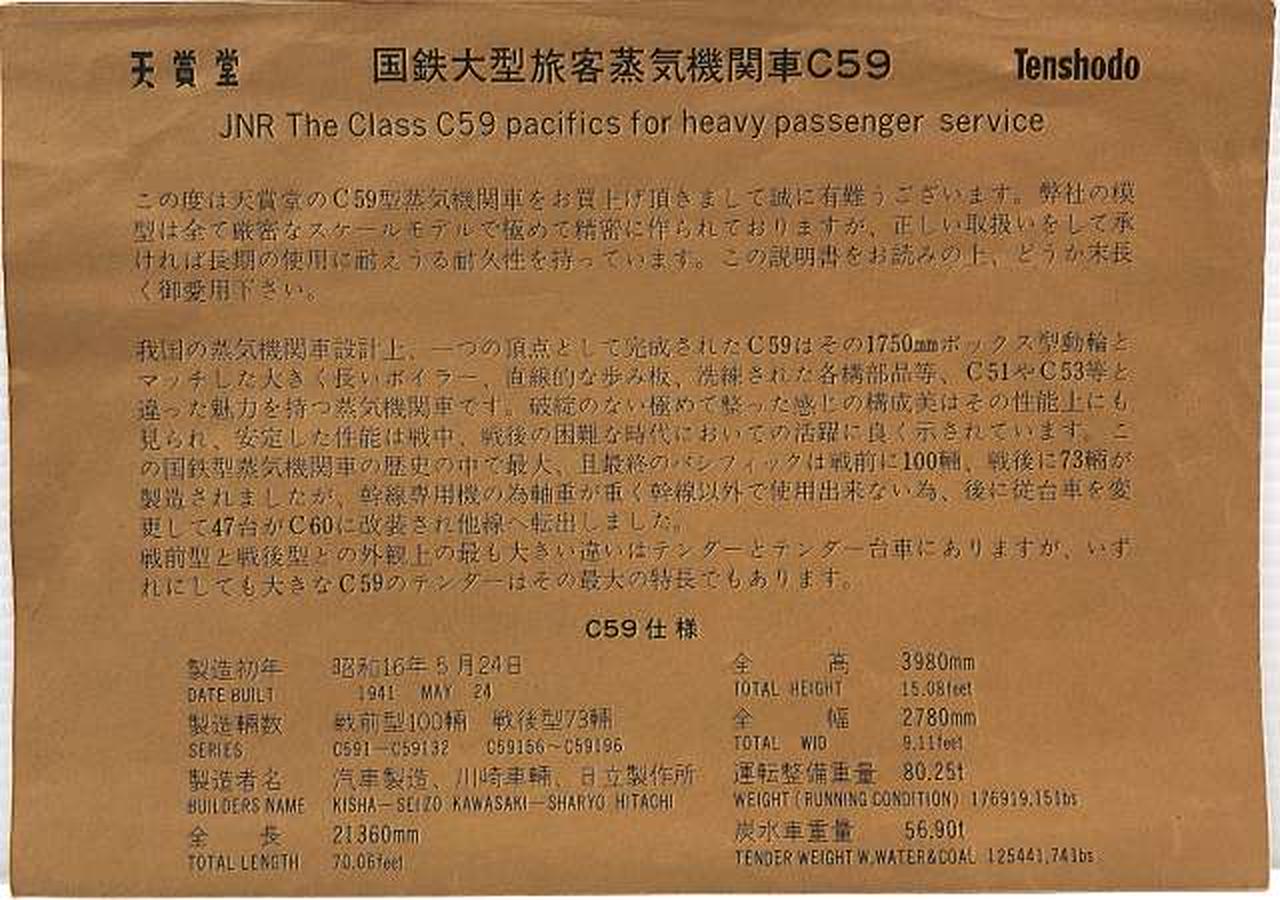 天賞堂 国鉄大型旅客蒸気機関車C59 Tenshodo
JNR The Class C59 pacifics for heavy passenger service
この度は天賞堂のC59型蒸気機関車をお買上げ頂きまして誠に有難うございます。弊社の模
型は全て厳密なスケールモデルで極めて精密に作られておりますが、正しい取扱いをして承
ければ長期の使用に耐えうる耐久性を持っています。この説明書をお読みの上、どうか末長
く御愛用下さい。
我国の蒸気機関車設計上、一つの頂点として完成されたC59はその1750㎜ボックス型動輪と
マッチした大きく長いボイラー、直線的な歩み板、洗練された各構部品等、C51やC53等と
違った魅力を持つ蒸気機関車です。破綻のない極めて整った感じの構成美はその性能上にも
見られ、安定した性能は戦中、戦後の困難な時代においての活躍に良く示されています。こ
の国鉄型蒸気機関車の歴史の中で最大、且最終のパシフィックは戦前に100輛、戦後に73輛が
製造されましたが、幹線専用機の為軸重が重く幹線以外で使用出来ない為、後に従台車を変
更して47台がC60に改装され他線へ転出しました。
戦前型と戦後型との外観上の最も大きい違いはテンダーとテンダー台車にありますが、いず
れにしても大きなC59のテンダーはその最大の特長でもあります。
C59仕様
製造初年 昭和16年5月24日
DATE BUILT 1941 MAY 24
製造輛数 戦前型100輛 戦後型73輛
SERIES C591−C59132 C59156〜C59196
製造者名 汽車製造、川崎車輛、日立製作所
BUILDERS NAME KISHA−SEIZO KAWASAKI−SHARYO HITACHI
全長 21360mm
TOTAL LENGTH 70.06feet
全高 3980mm
TOTAL HEIGHT 15.08feet
全幅 2780mm
TOTAL WID 9.11feet
運転整備重量 80.25t
WEIGHT (RUNNING CONDITION) 176919,15lbs
炭水車重量 56.90t
TENDER WEIGHT W.WATER&COAL 125441,74lbs